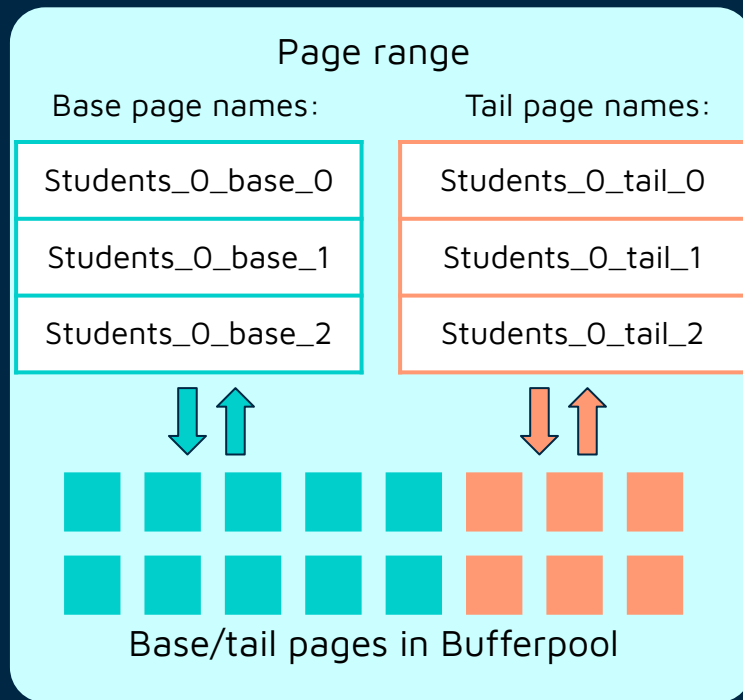 Page range
Base page names:
Tail page names:
Students_0_base_0
Students_0_tail_0
Students_0_base_1
Students_0_tail_1
Students_0_base_2
Students_0_tail_2
Base/tail pages in Bufferpool